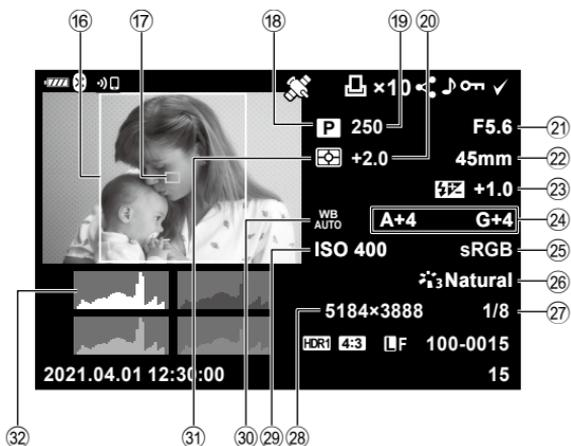 ⑯ ⑰ ⑱ ⑲ ⑳
×10
P 250 F5.6 ㉑
+2.0 45mm ㉒
+1.0 ㉓
WB AUTO A+4 G+4 ㉔
ISO 400 sRGB ㉕
3 Natural ㉖
5184×3888 1/8 ㉗
HDR1 4:3 LF 100-0015
2021.04.01 12:30:00 15
㉜ ㉛ ㉚ ㉙ ㉘